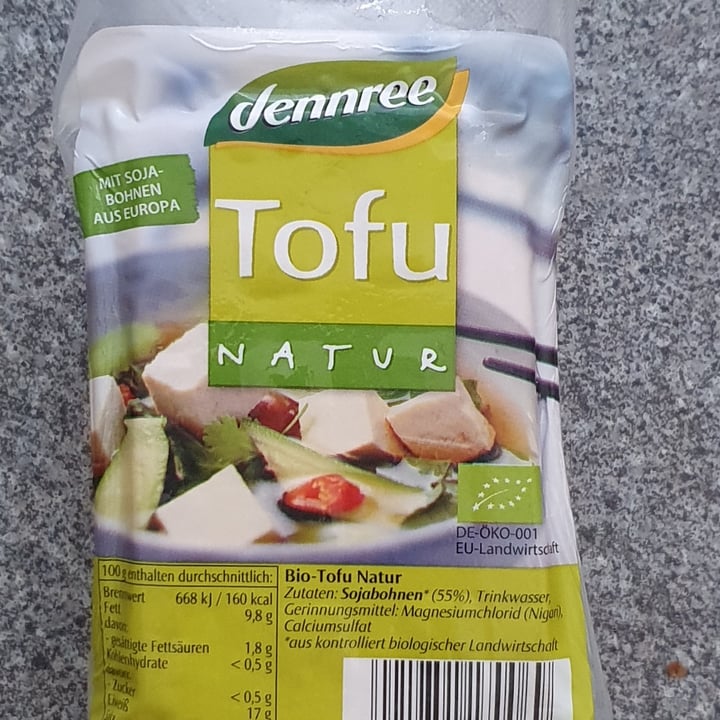 dennree
MIT SOJA-
BOHNEN
AUS EUROPA
Tofu
NATUR
DE-ÖKO-001
EU-Landwirtschaft
100 g enthalten durchschnittlich:
Brennwert 668 kJ / 160 kcal
Fett 9,8 g
davon:
- gesättigte Fettsäuren 1,8 g
Kohlenhydrate < 0,5 g
davon:
- Zucker < 0,5 g
Eiweiß 17 g
Bio-Tofu Natur
Zutaten: Sojabohnen* (55%), Trinkwasser,
Gerinnungsmittel: Magnesiumchlorid (Nigari),
Calciumsulfat
*aus kontrolliert biologischer Landwirtschaft